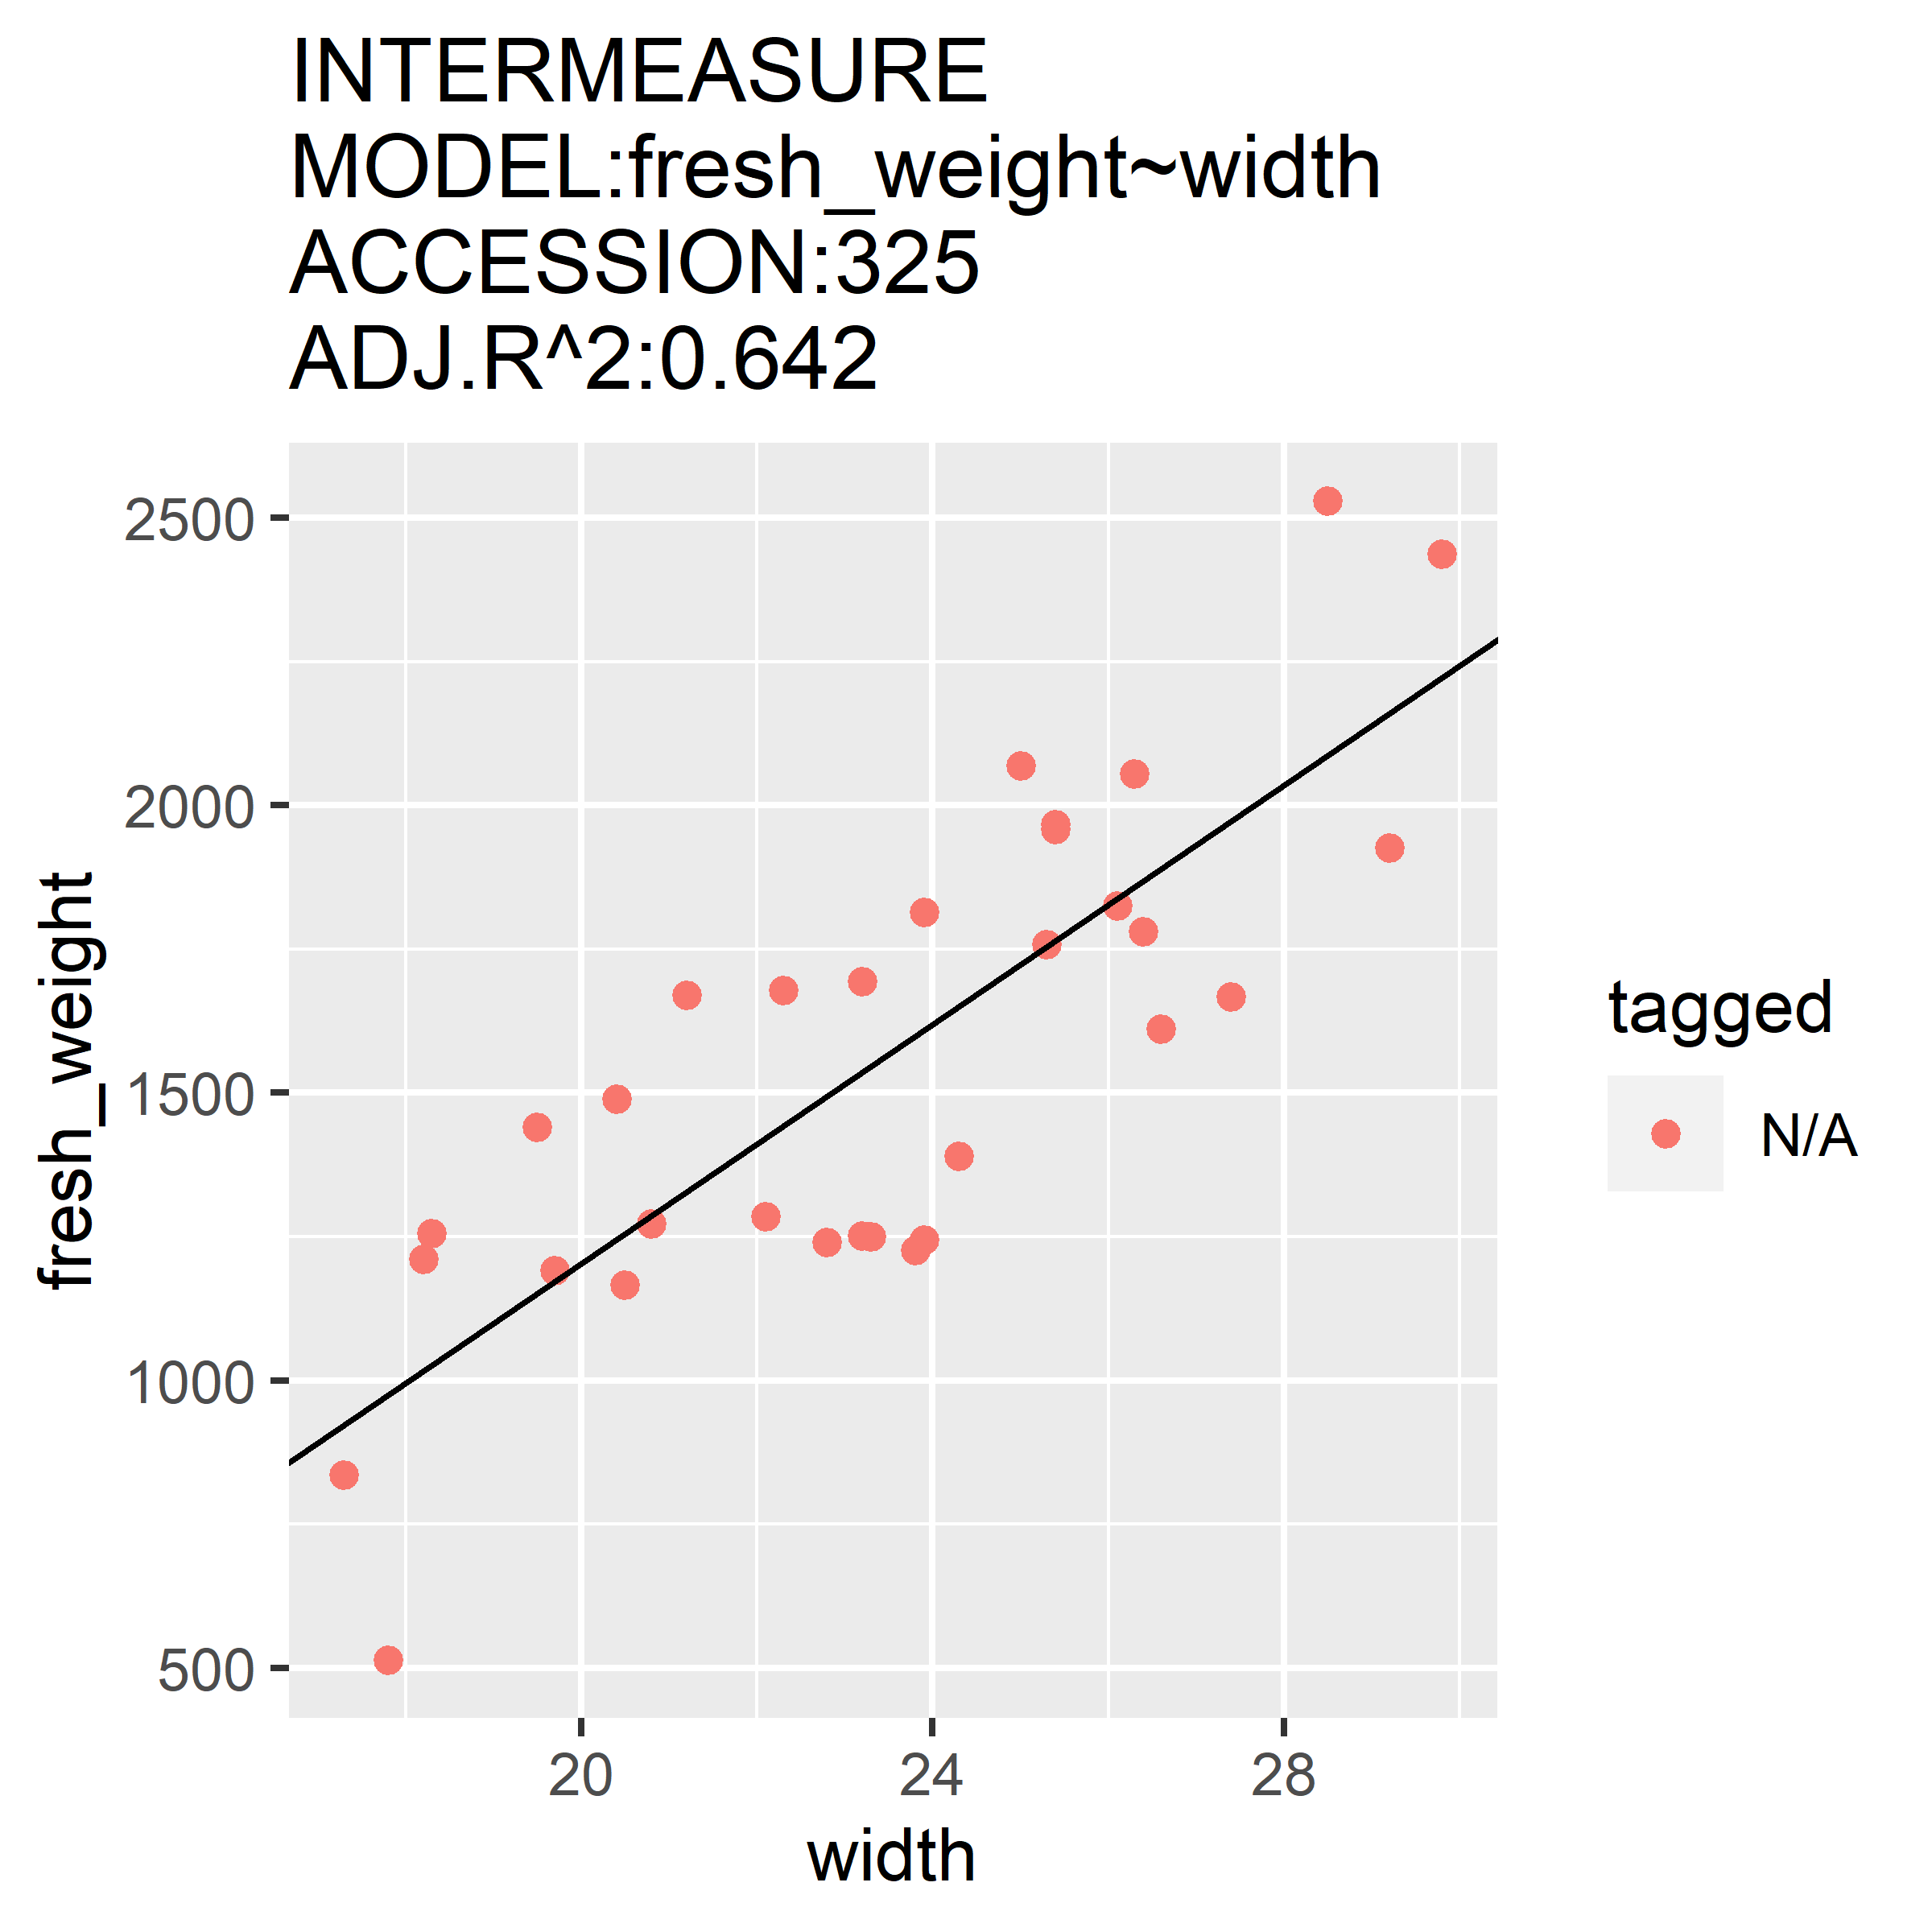 INTERMEASURE
MODEL:fresh_weight~width
ACCESSION:325
ADJ.R^2:0.642
2500
2000
1500
1000
500
fresh_weight
20 24 28
width
tagged
N/A